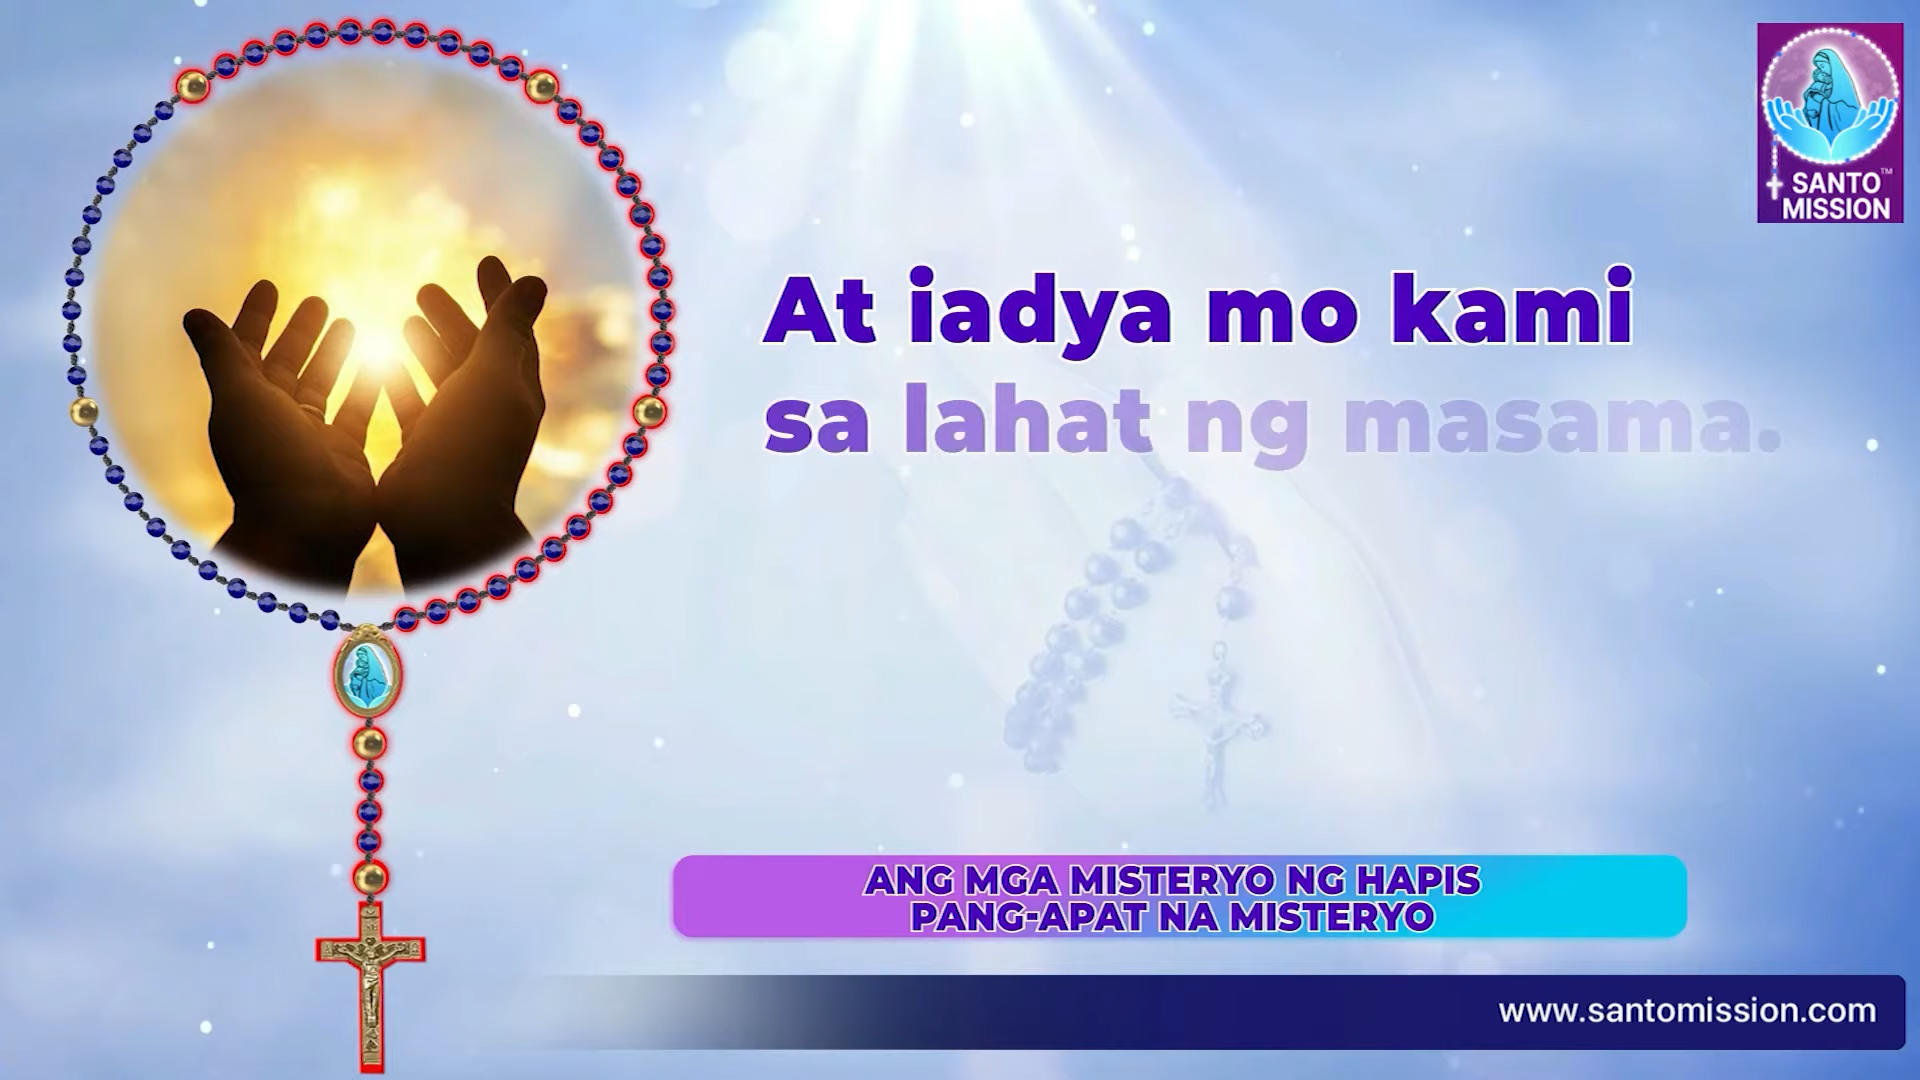 SANTO™
MISSION
At iadya mo kami
sa lahat ng masama.
ANG MGA MISTERYO NG HAPIS
PANG-APAT NA MISTERYO
www.santomission.com